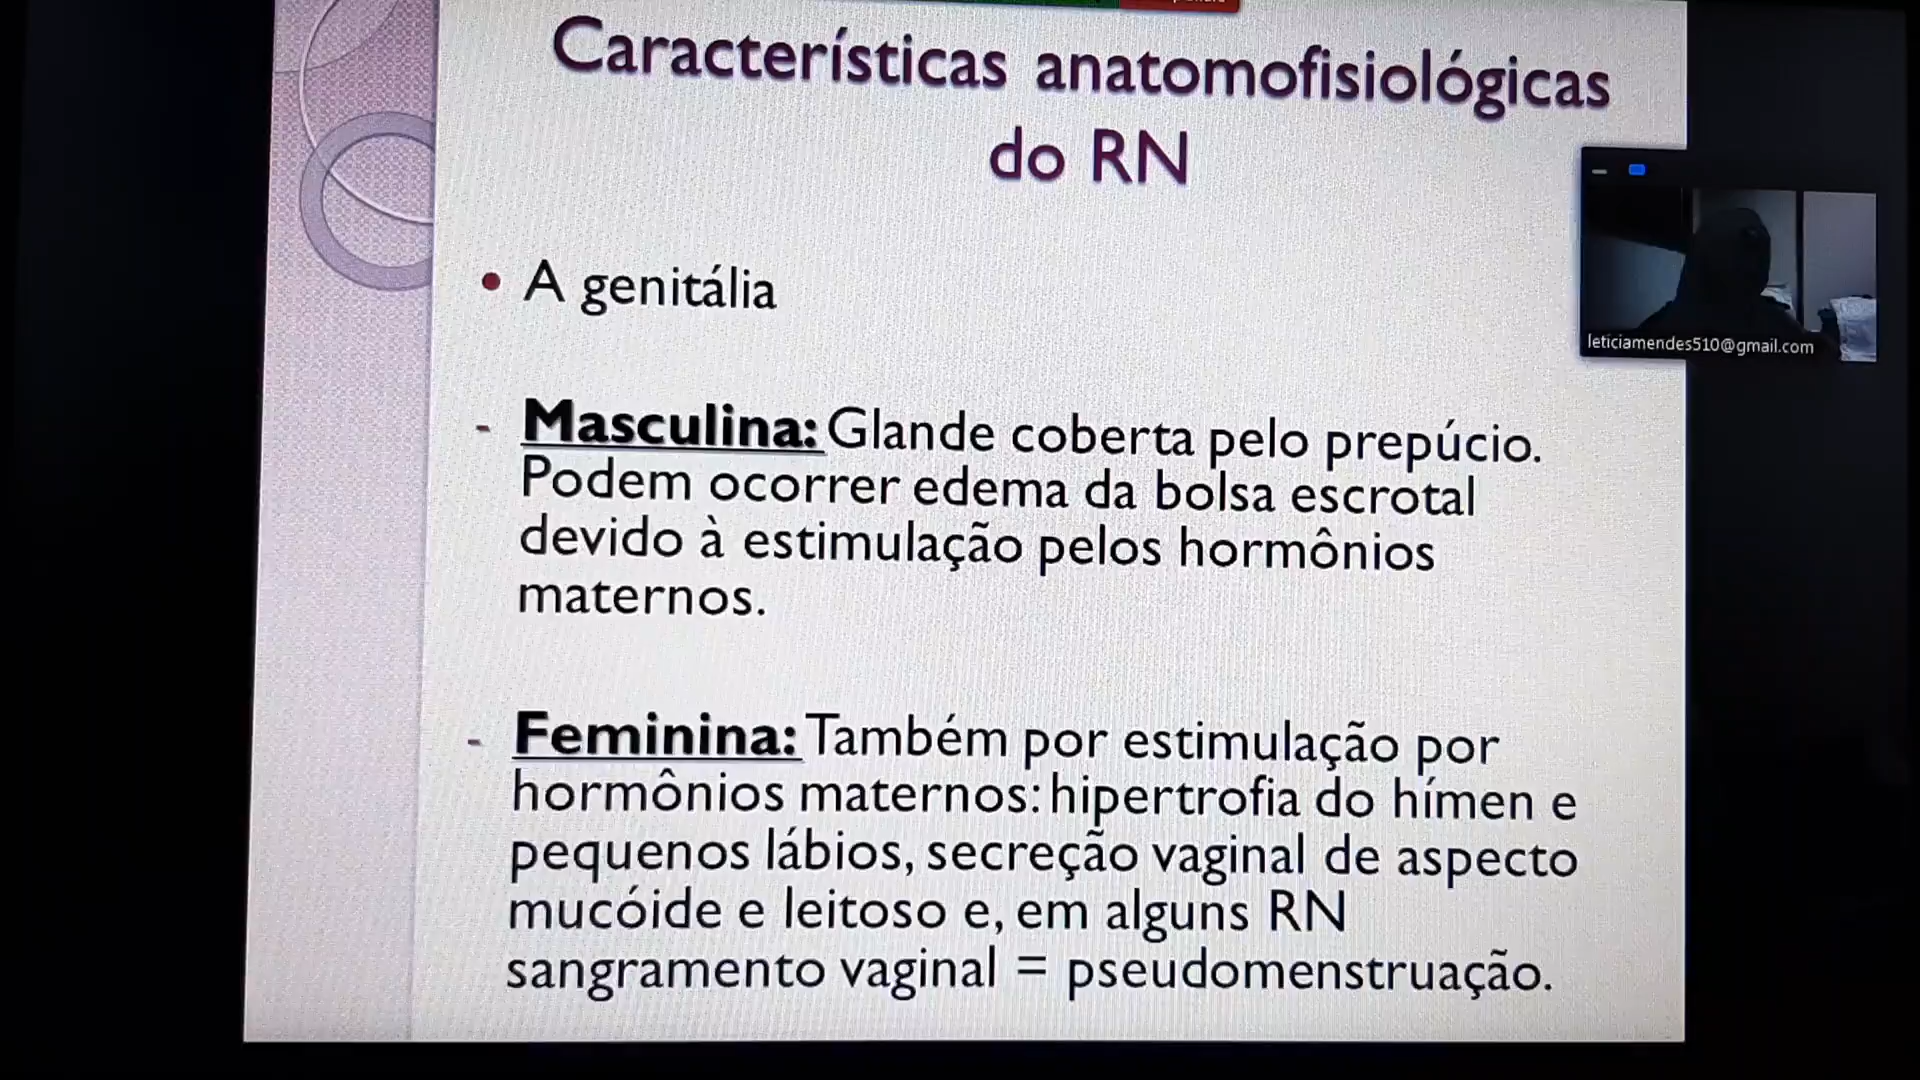 Características anatomofisiológicas
do RN
• A genitália
leticiamendes510@gmail.com
- Masculina: Glande coberta pelo prepúcio.
Podem ocorrer edema da bolsa escrotal
devido à estimulação pelos hormônios
maternos.
- Feminina: Também por estimulação por
hormônios maternos: hipertrofia do hímen e
pequenos lábios, secreção vaginal de aspecto
mucóide e leitoso e, em alguns RN
sangramento vaginal = pseudomenstruação.